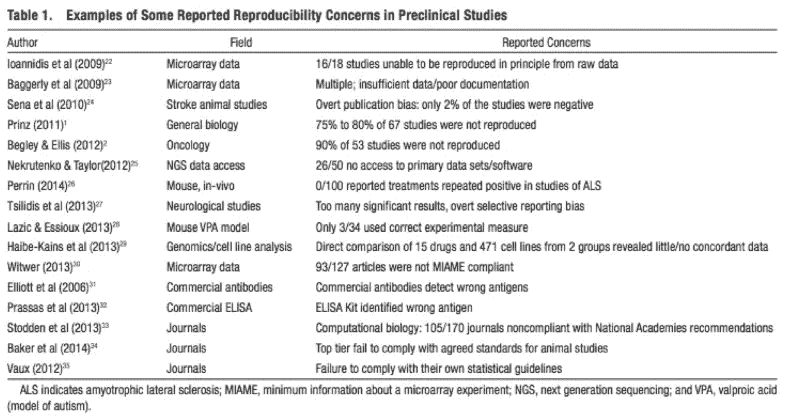 Table 1. Examples of Some Reported Reproducibility Concerns in Preclinical Studies
Author Field Reported Concerns
Ioannidis et al (2009)22 Microarray data 16/18 studies unable to be reproduced in principle from raw data
Baggerly et al (2009)23 Microarray data Multiple; insufficient data/poor documentation
Sena et al (2010)24 Stroke animal studies Overt publication bias: only 2% of the studies were negative
Prinz (2011)1 General biology 75% to 80% of 67 studies were not reproduced
Begley & Ellis (2012)2 Oncology 90% of 53 studies were not reproduced
Nekrutenko & Taylor(2012)25 NGS data access 26/50 no access to primary data sets/software
Perrin (2014)26 Mouse, in-vivo 0/100 reported treatments repeated positive in studies of ALS
Tsilidis et al (2013)27 Neurological studies Too many significant results, overt selective reporting bias
Lazic & Essioux (2013)28 Mouse VPA model Only 3/34 used correct experimental measure
Haibe-Kains et al (2013)29 Genomics/cell line analysis Direct comparison of 15 drugs and 471 cell lines from 2 groups revealed little/no concordant data
Witwer (2013)30 Microarray data 93/127 articles were not MIAME compliant
Elliott et al (2006)31 Commercial antibodies Commercial antibodies detect wrong antigens
Prassas et al (2013)32 Commercial ELISA ELISA Kit identified wrong antigen
Stodden et al (2013)33 Journals Computational biology: 105/170 journals noncompliant with National Academies recommendations
Baker et al (2014)34 Journals Top tier fail to comply with agreed standards for animal studies
Vaux (2012)35 Journals Failure to comply with their own statistical guidelines
ALS indicates amyotrophic lateral sclerosis; MIAME, minimum information about a microarray experiment; NGS, next generation sequencing; and VPA, valproic acid
(model of autism).